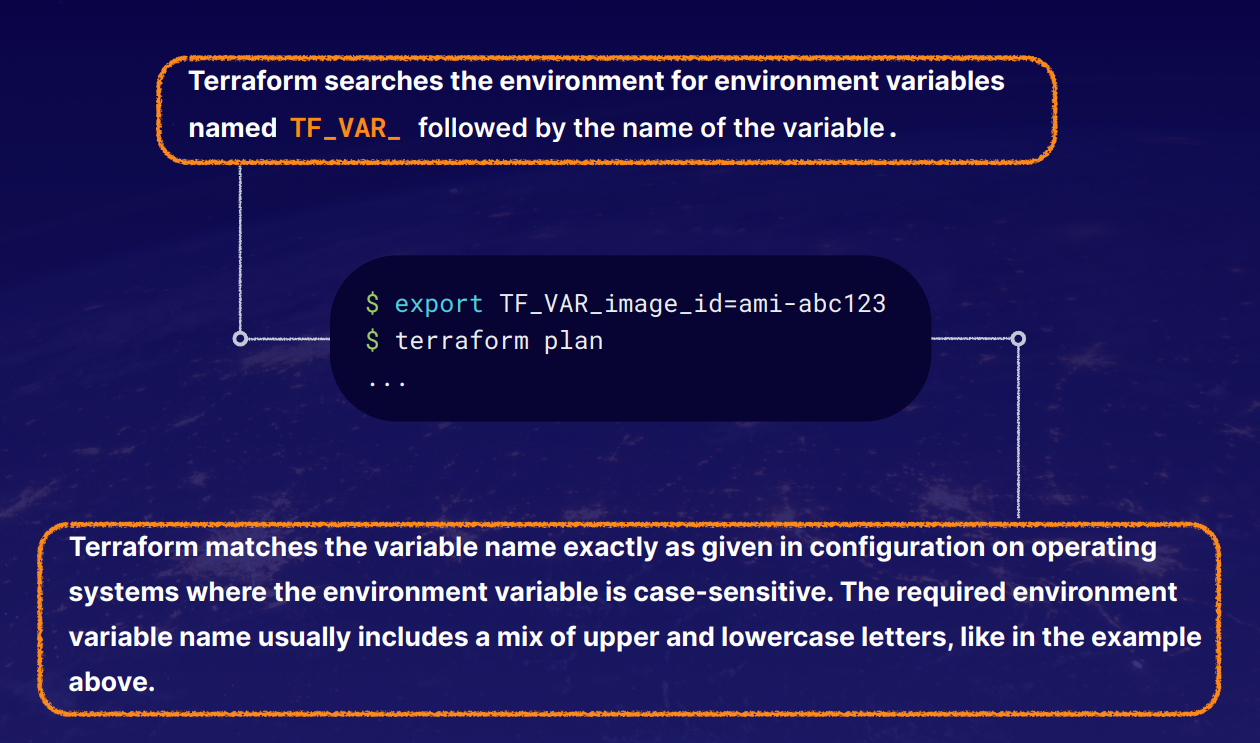 Terraform searches the environment for environment variables
named TF_VAR_ followed by the name of the variable.
$ export TF_VAR_image_id=ami-abc123
$ terraform plan
...
Terraform matches the variable name exactly as given in configuration on operating
systems where the environment variable is case-sensitive. The required environment
variable name usually includes a mix of upper and lowercase letters, like in the example
above.